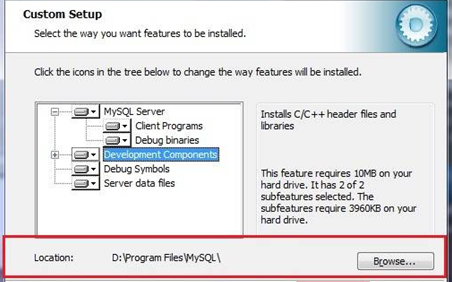 Custom Setup
Select the way you want features to be installed.
Click the icons in the tree below to change the way features will be installed.
MySQL Server
Client Programs
Debug binaries
Development Components
Debug Symbols
Server data files
Installs C/C++ header files and
libraries
This feature requires 10MB on your
hard drive. It has 2 of 2
subfeatures selected. The
subfeatures require 3960KB on your
hard drive.
Location: D:\Program Files\MySQL\
Browse...